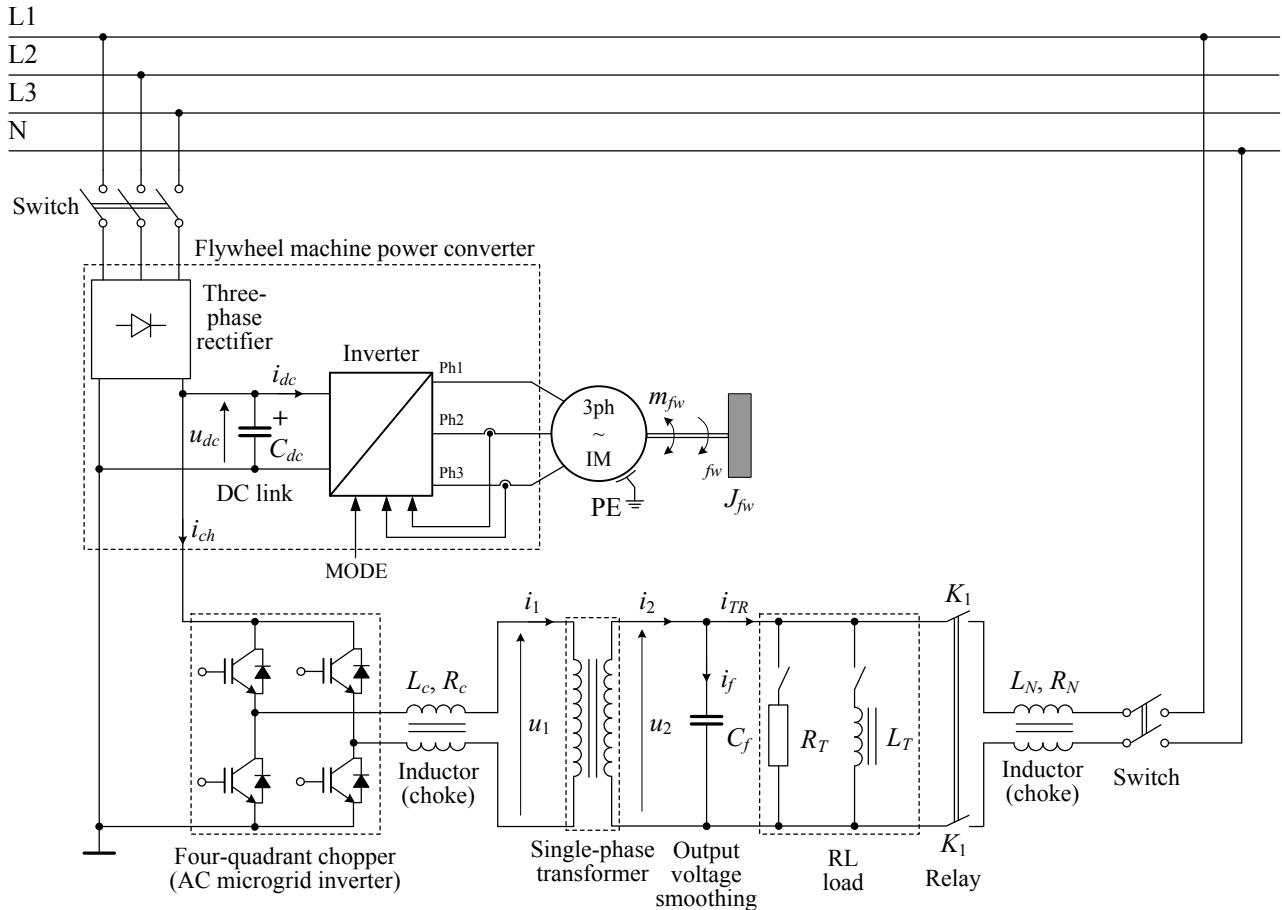 L1
L2
L3
N
Switch
Flywheel machine power converter
Three-
phase
rectifier
Inverter
i_dc
u_dc
+
C_dc
DC link
Ph1
Ph2
Ph3
3ph
~
IM
PE
m_fw
fw
J_fw
i_ch
MODE
i_1
i_2
i_TR
K_1
L_c, R_c
u_1
u_2
i_f
C_f
R_T
L_T
L_N, R_N
Inductor
(choke)
Inductor
(choke)
Switch
K_1
Four-quadrant chopper
(AC microgrid inverter)
Single-phase
transformer
Output
voltage
smoothing
RL
load
Relay